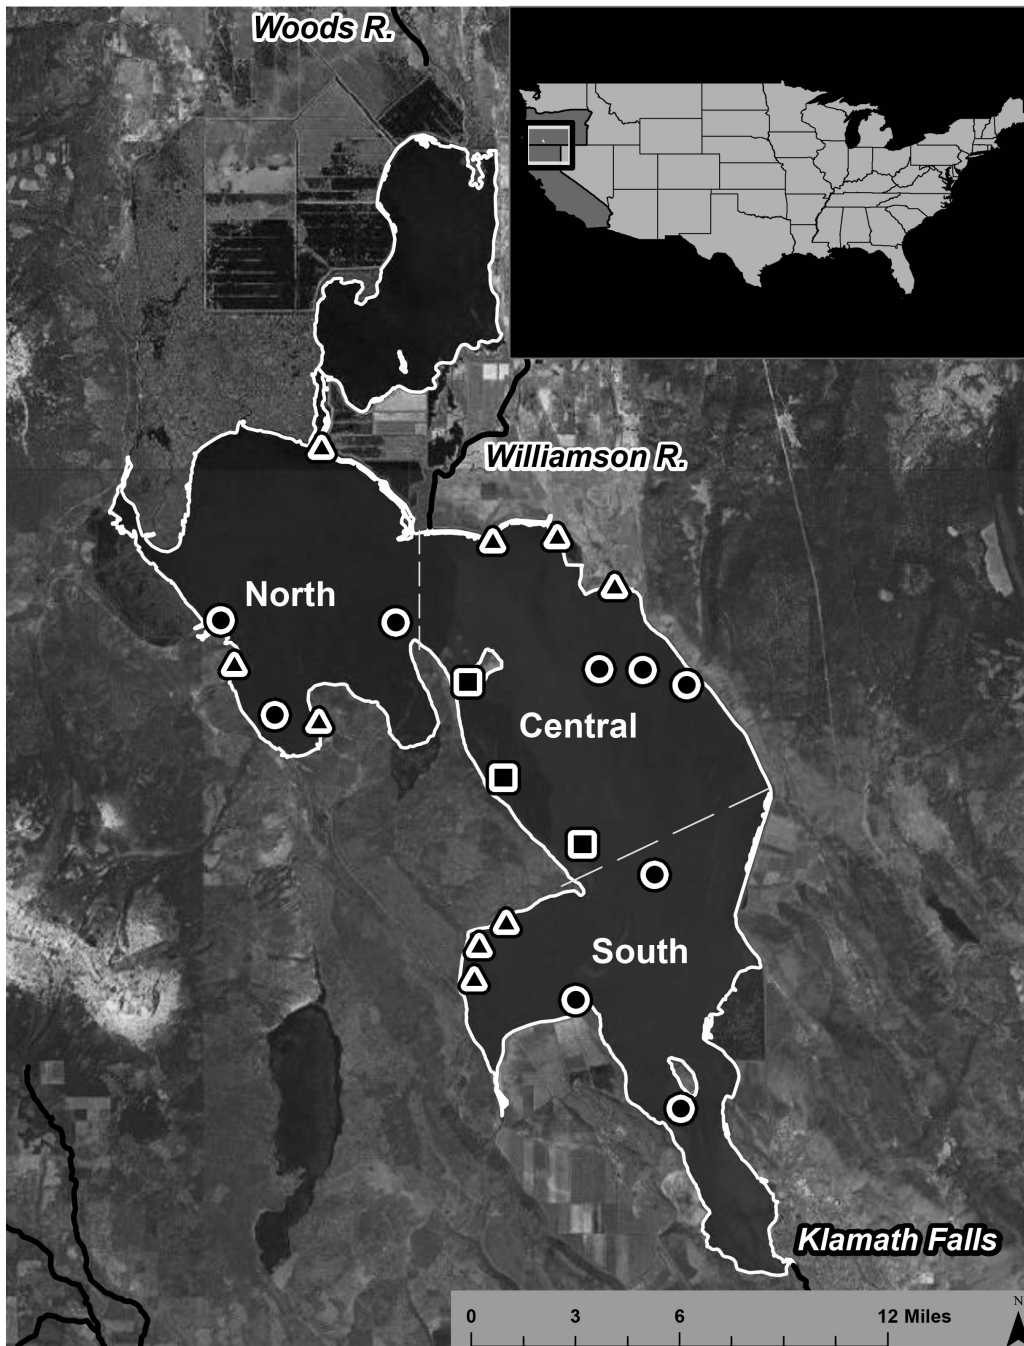 Woods R.
Williamson R.
North
Central
South
Klamath Falls
0 3 6 12 Miles
N